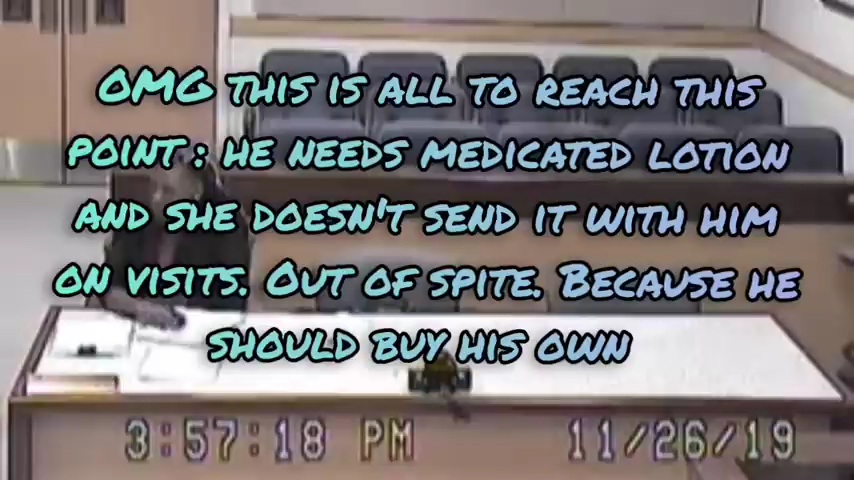 OMG this is all to reach this
point: he needs medicated lotion
and she doesn't send it with him
on visits. Out of spite. Because he
should buy his own
3:57:18 PM 11/26/19